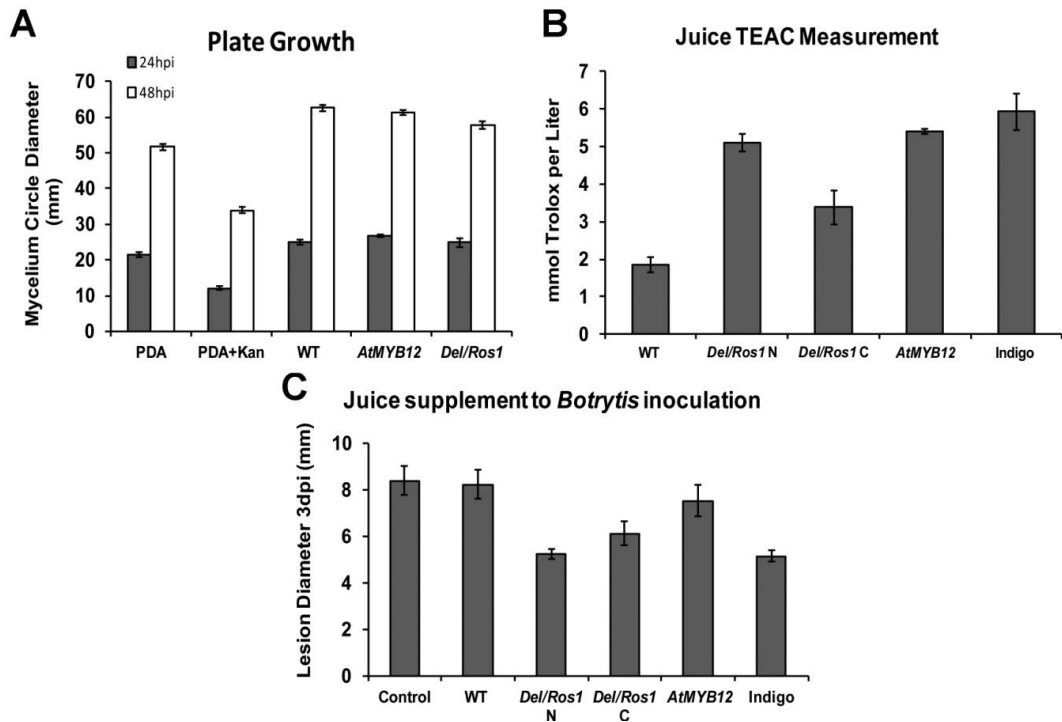 A
Plate Growth
24hpi
48hpi
Mycelium Circle Diameter
(mm)
70
60
50
40
30
20
10
0
PDA
PDA+Kan
WT
AtMYB12
Del/Ros1
B
Juice TEAC Measurement
mmol Trolox per Liter
7
6
5
4
3
2
1
0
WT
Del/Ros1 N
Del/Ros1 C
AtMYB12
Indigo
C
Juice supplement to Botrytis inoculation
Lesion Diameter 3dpi (mm)
10
8
6
4
2
0
Control
WT
Del/Ros1
N
Del/Ros1
C
AtMYB12
Indigo